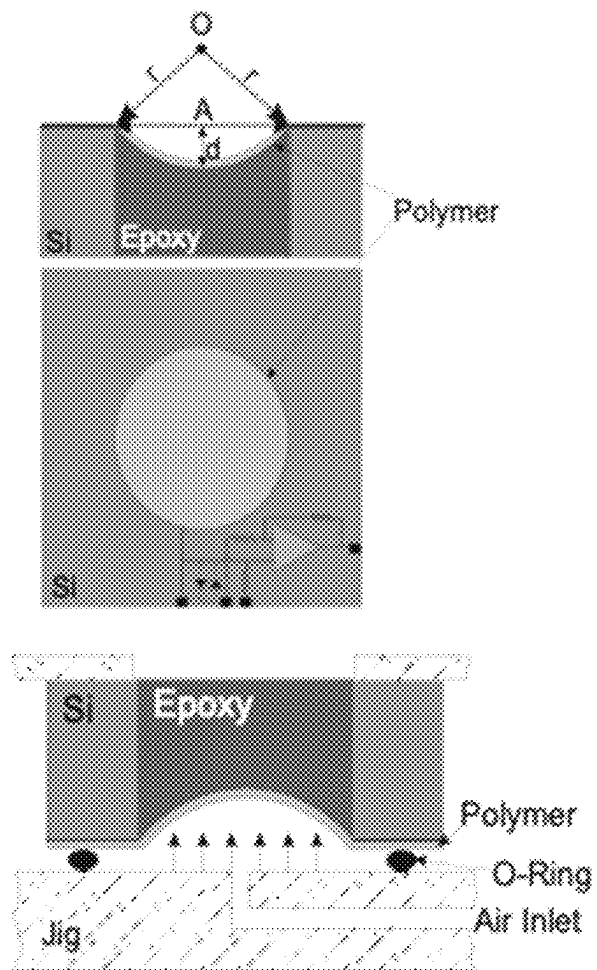 O
r r
A
d
Polymer
Si
Epoxy
Si
Si
Epoxy
Polymer
O-Ring
Air Inlet
Jig